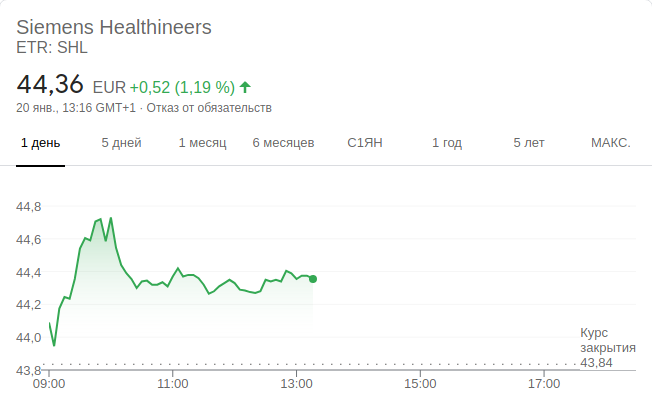 Siemens Healthineers
ETR: SHL
44,36 EUR +0,52 (1,19 %)
20 янв., 13:16 GMT+1 · Отказ от обязательств
1 день 5 дней 1 месяц 6 месяцев С1ЯН 1 год 5 лет МАКС.
44,8
44,6
44,4
44,2
44,0
43,8
Курс
закрытия
43,84
09:00 11:00 13:00 15:00 17:00